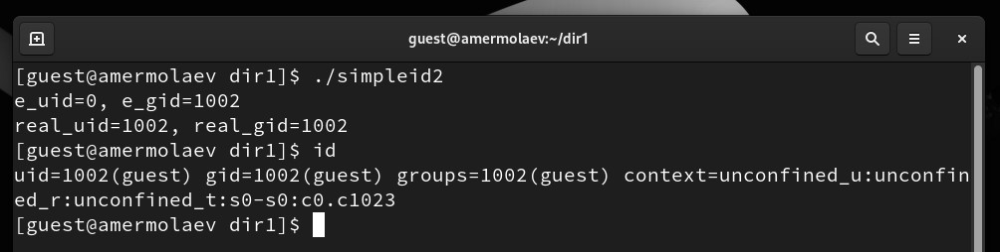 guest@amermolaev:~/dir1
[guest@amermolaev dir1]$ ./simpleid2
e_uid=0, e_gid=1002
real_uid=1002, real_gid=1002
[guest@amermolaev dir1]$ id
uid=1002(guest) gid=1002(guest) groups=1002(guest) context=unconfined_u:unconfin
ed_r:unconfined_t:s0-s0:c0.c1023
[guest@amermolaev dir1]$